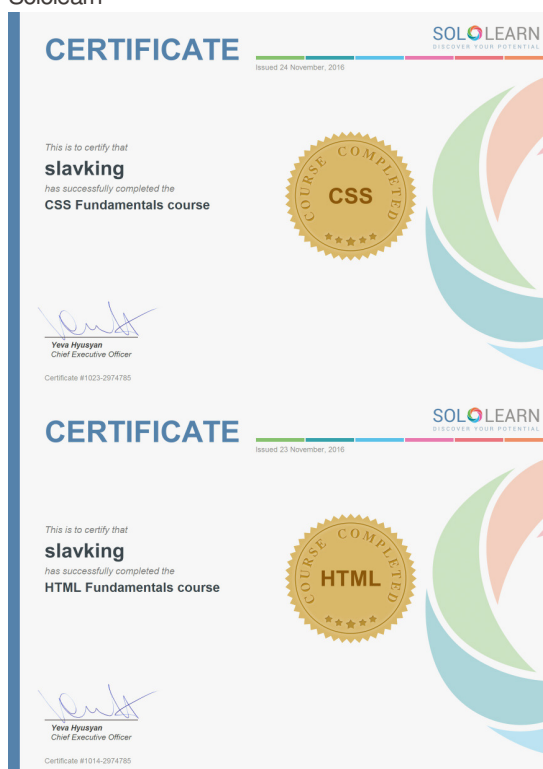 Sololearn
CERTIFICATE
SOLOLEARN
DISCOVER YOUR POTENTIAL
Issued 24 November, 2016
This is to certify that
slavking
has successfully completed the
CSS Fundamentals course
COURSE COMPLETED
CSS
Yeva Hyusyan
Chief Executive Officer
Certificate #1023-2974785
CERTIFICATE
SOLOLEARN
DISCOVER YOUR POTENTIAL
Issued 23 November, 2016
This is to certify that
slavking
has successfully completed the
HTML Fundamentals course
COURSE COMPLETED
HTML
Yeva Hyusyan
Chief Executive Officer
Certificate #1014-2974785